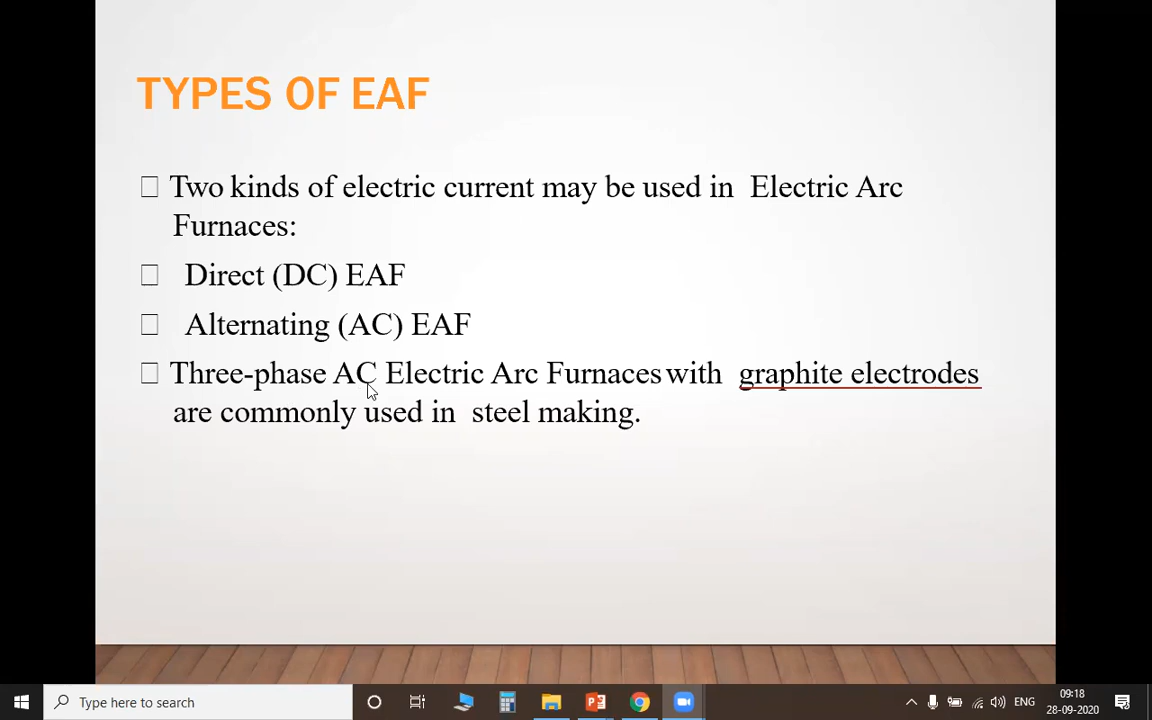 TYPES OF EAF
Two kinds of electric current may be used in Electric Arc
Furnaces:
Direct (DC) EAF
Alternating (AC) EAF
Three-phase AC Electric Arc Furnaces with graphite electrodes
are commonly used in steel making.
Type here to search
ENG
09:18
28-09-2020